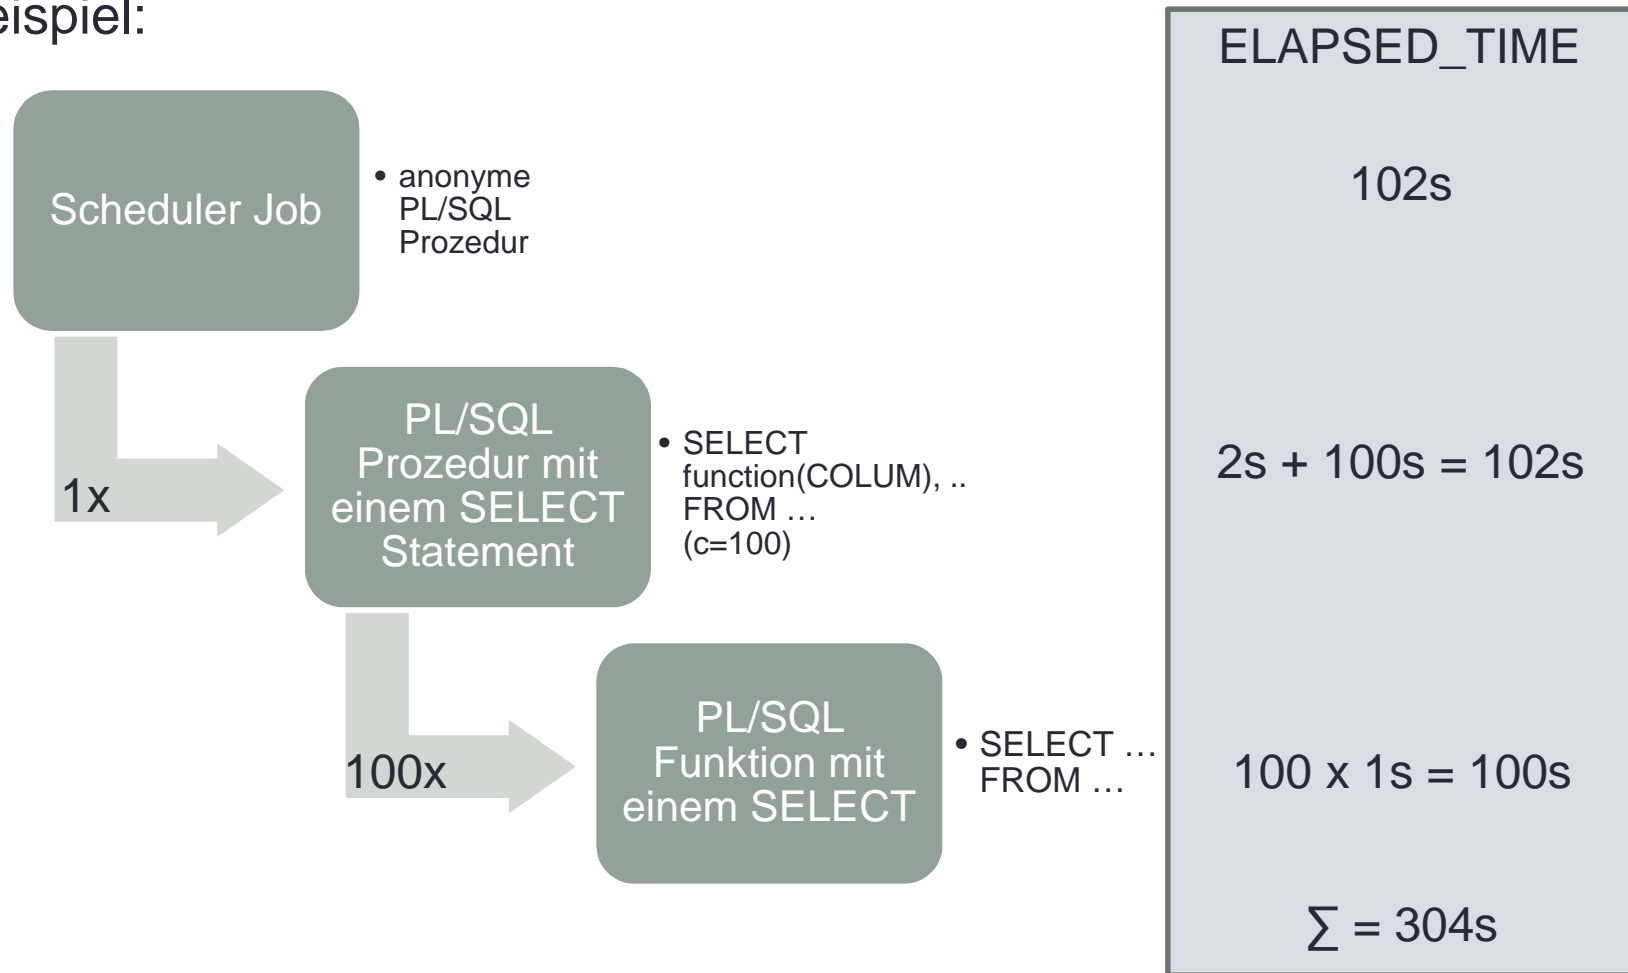 eispiel:
ELAPSED_TIME
Scheduler Job
• anonyme
PL/SQL
Prozedur
102s
1x
PL/SQL
Prozedur mit
einem SELECT
Statement
• SELECT
function(COLUM), ..
FROM …
(c=100)
2s + 100s = 102s
100x
PL/SQL
Funktion mit
einem SELECT
• SELECT …
FROM …
100 x 1s = 100s
∑ = 304s